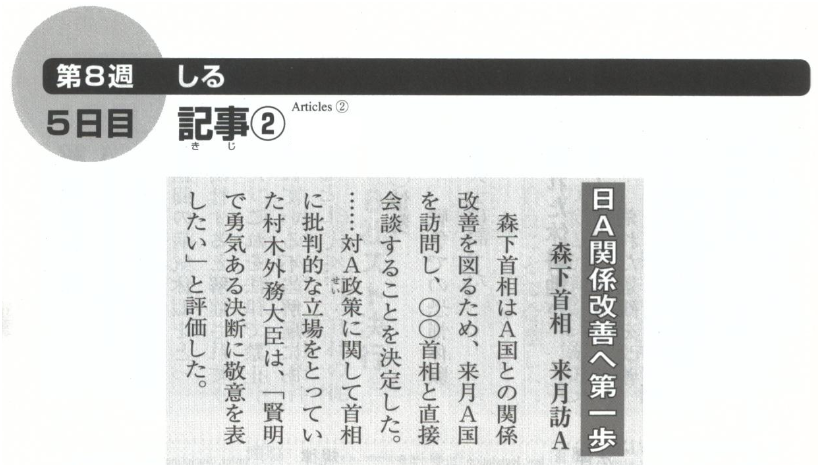 第8週 しる
5日目 記事②
きじ
Articles ②
日A関係改善へ第一歩
森下首相 来月訪A
森下首相はA国との関係
改善を図るため、来月A国
を訪問し、〇〇首相と直接
会談することを決定した。
……対A政策に関して首相
せい
に批判的な立場をとってい
た村木外務大臣は、「賢明
で勇気ある決断に敬意を表
したい」と評価した。